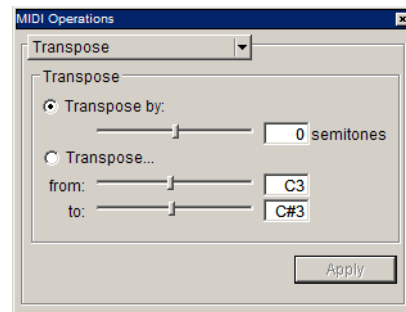 MIDI Operations
Transpose
Transpose
Transpose by:
0 semitones
Transpose...
from: C3
to: C#3
Apply